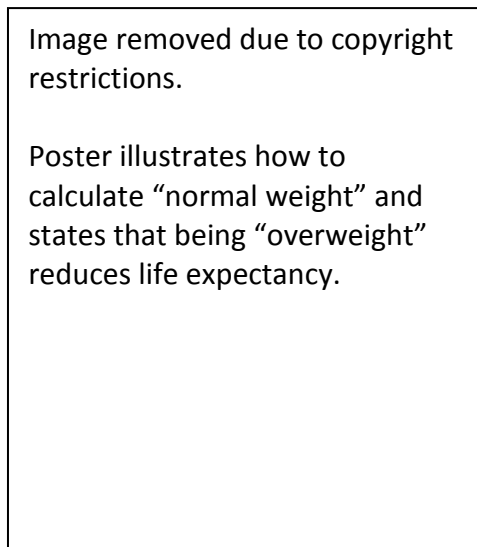 Image removed due to copyright
restrictions.
Poster illustrates how to
calculate “normal weight” and
states that being “overweight”
reduces life expectancy.